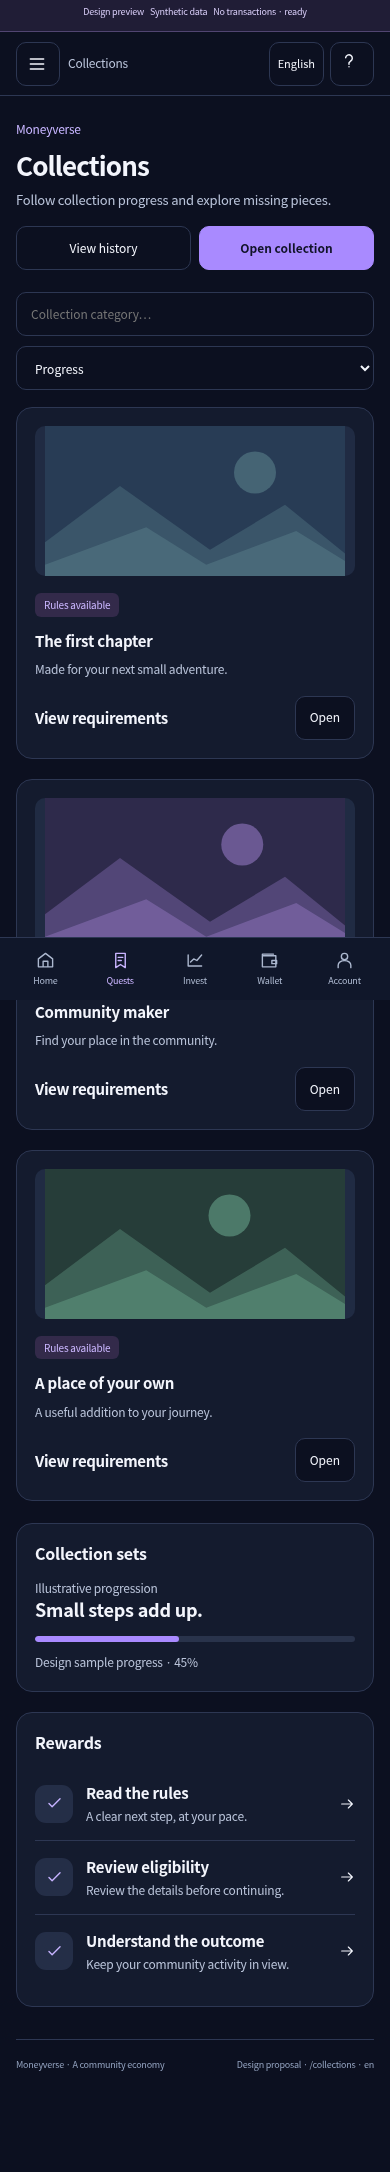 Design preview Synthetic data No transactions · ready
Collections
English
?
Moneyverse
Collections
Follow collection progress and explore missing pieces.
View history
Open collection
Collection category…
Progress
Rules available
The first chapter
Made for your next small adventure.
View requirements
Open
Home
Quests
Invest
Wallet
Account
Community maker
Find your place in the community.
View requirements
Open
Rules available
A place of your own
A useful addition to your journey.
View requirements
Open
Collection sets
Illustrative progression
Small steps add up.
Design sample progress · 45%
Rewards
Read the rules
A clear next step, at your pace.
Review eligibility
Review the details before continuing.
Understand the outcome
Keep your community activity in view.
Moneyverse · A community economy
Design proposal · /collections · en